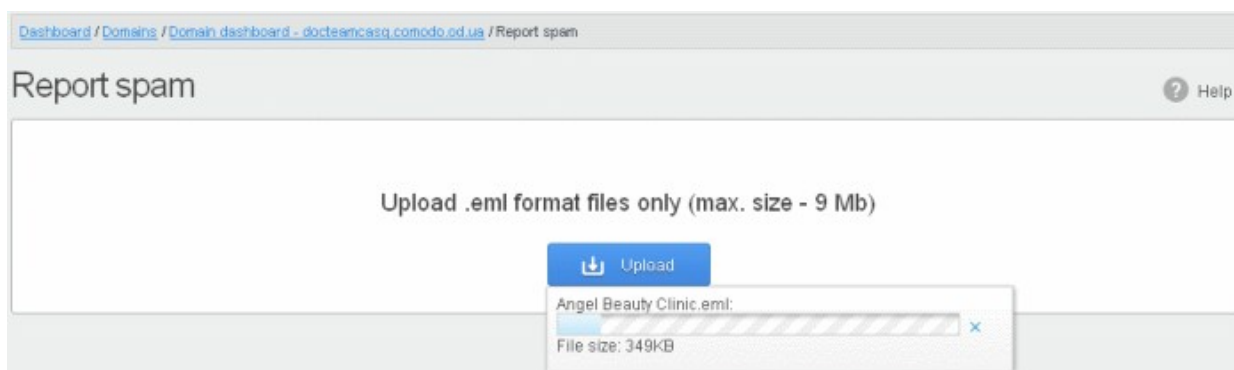 Dashboard / Domains / Domain dashboard - docteamcasg.comodo.od.ua / Report spam
Report spam
Help
Upload .eml format files only (max. size - 9 Mb)
Upload
Angel Beauty Clinic.eml:
File size: 349KB